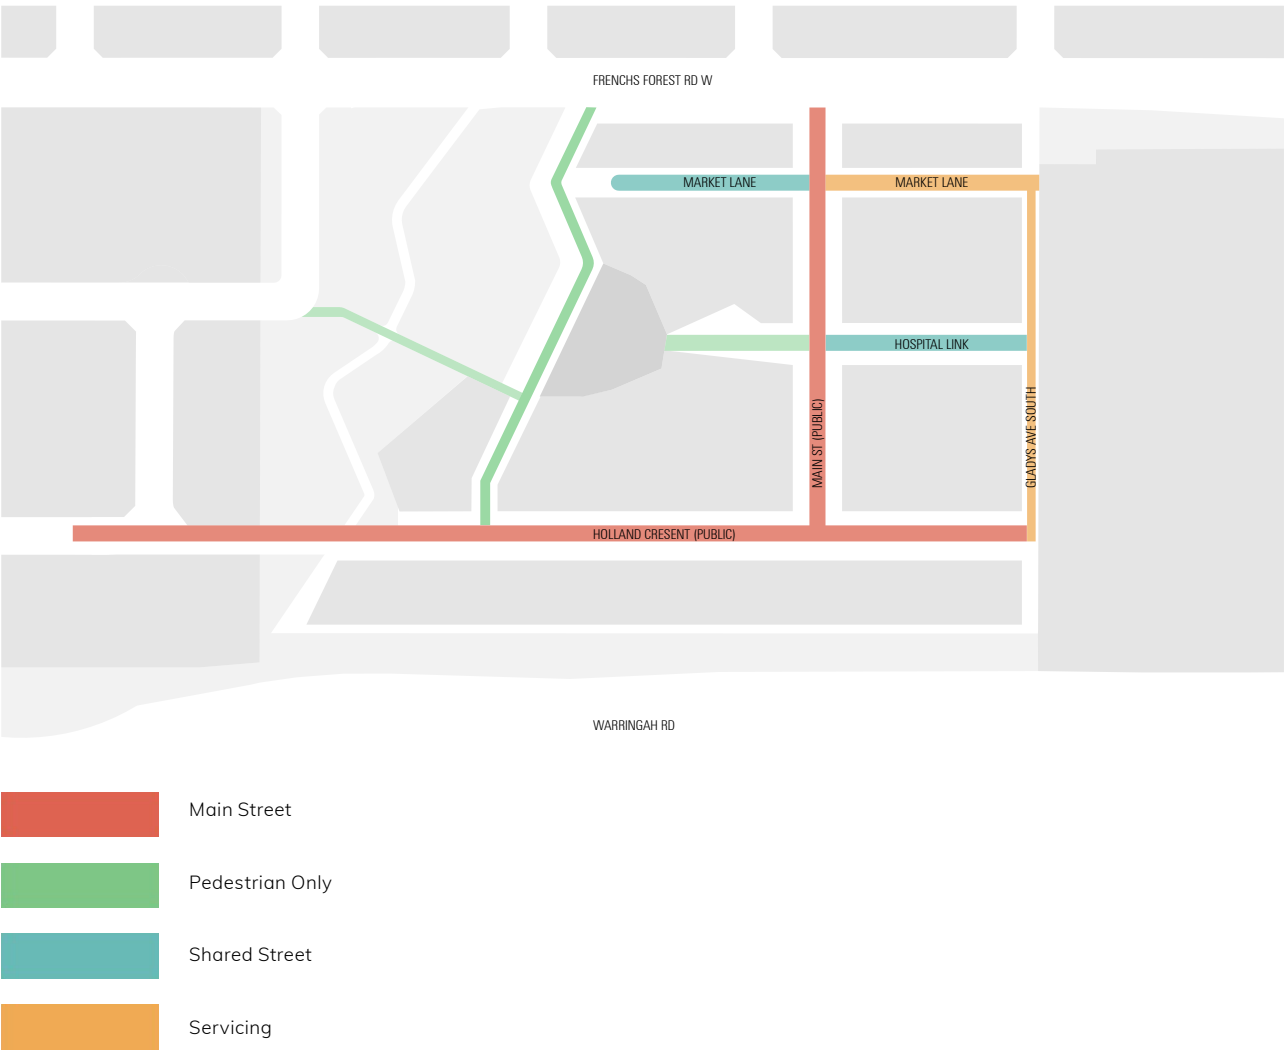 FRENCHS FOREST RD W
MARKET LANE
MARKET LANE
HOSPITAL LINK
MAIN ST (PUBLIC)
GLADYS AVE SOUTH
HOLLAND CRESENT (PUBLIC)
WARRINGAH RD
Main Street
Pedestrian Only
Shared Street
Servicing